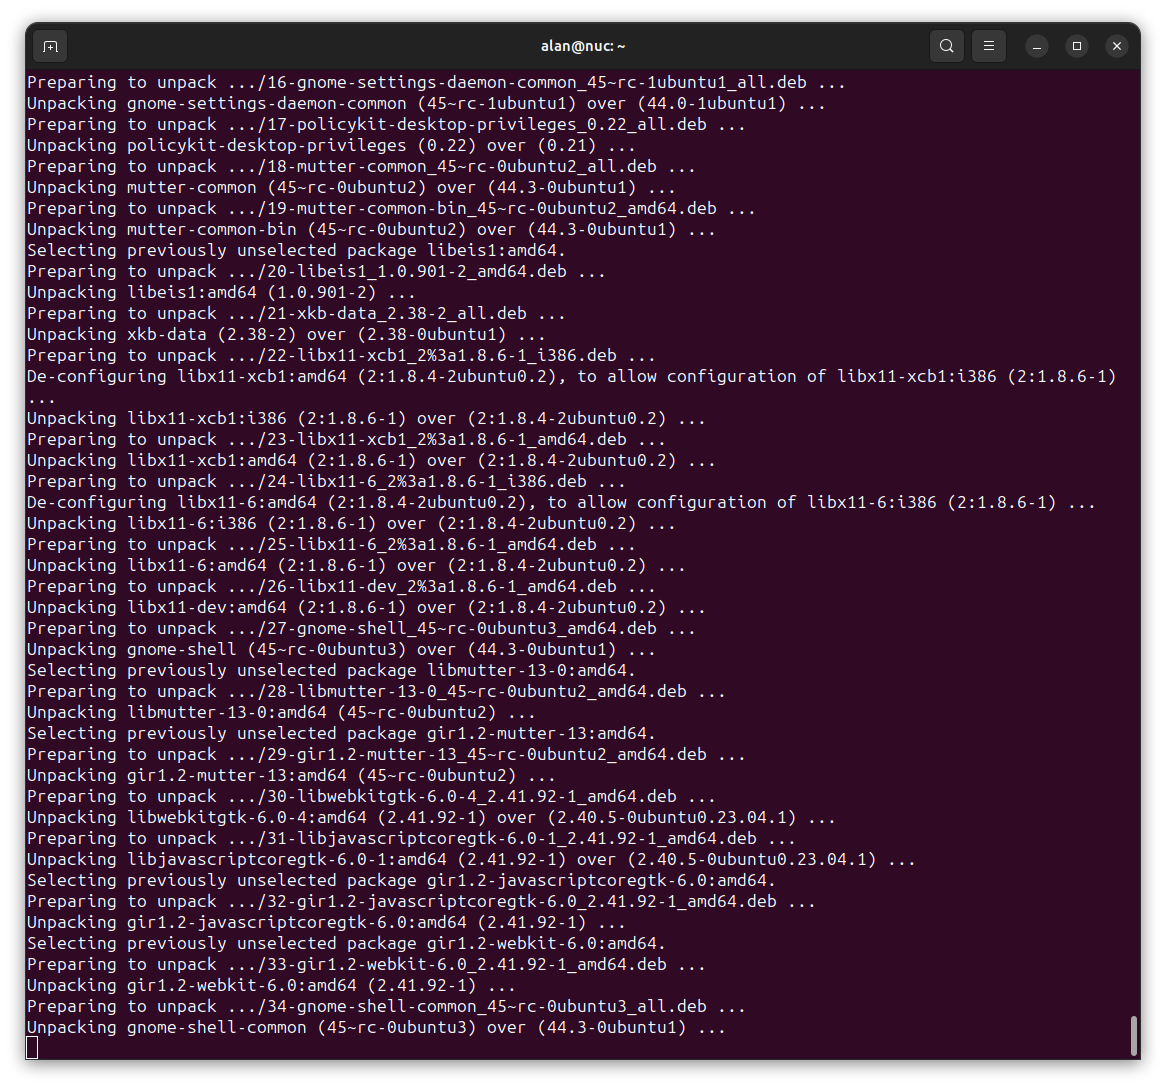 alan@nuc: ~
Preparing to unpack .../16-gnome-settings-daemon-common_45~rc-1ubuntu1_all.deb ...
Unpacking gnome-settings-daemon-common (45~rc-1ubuntu1) over (44.0-1ubuntu1) ...
Preparing to unpack .../17-policykit-desktop-privileges_0.22_all.deb ...
Unpacking policykit-desktop-privileges (0.22) over (0.21) ...
Preparing to unpack .../18-mutter-common_45~rc-0ubuntu2_all.deb ...
Unpacking mutter-common (45~rc-0ubuntu2) over (44.3-0ubuntu1) ...
Preparing to unpack .../19-mutter-common-bin_45~rc-0ubuntu2_amd64.deb ...
Unpacking mutter-common-bin (45~rc-0ubuntu2) over (44.3-0ubuntu1) ...
Selecting previously unselected package libeis1:amd64.
Preparing to unpack .../20-libeis1_1.0.901-2_amd64.deb ...
Unpacking libeis1:amd64 (1.0.901-2) ...
Preparing to unpack .../21-xkb-data_2.38-2_all.deb ...
Unpacking xkb-data (2.38-2) over (2.38-0ubuntu1) ...
Preparing to unpack .../22-libx11-xcb1_2%3a1.8.6-1_i386.deb ...
De-configuring libx11-xcb1:amd64 (2:1.8.4-2ubuntu0.2), to allow configuration of libx11-xcb1:i386 (2:1.8.6-1)
...
Unpacking libx11-xcb1:i386 (2:1.8.6-1) over (2:1.8.4-2ubuntu0.2) ...
Preparing to unpack .../23-libx11-xcb1_2%3a1.8.6-1_amd64.deb ...
Unpacking libx11-xcb1:amd64 (2:1.8.6-1) over (2:1.8.4-2ubuntu0.2) ...
Preparing to unpack .../24-libx11-6_2%3a1.8.6-1_i386.deb ...
De-configuring libx11-6:amd64 (2:1.8.4-2ubuntu0.2), to allow configuration of libx11-6:i386 (2:1.8.6-1) ...
Unpacking libx11-6:i386 (2:1.8.6-1) over (2:1.8.4-2ubuntu0.2) ...
Preparing to unpack .../25-libx11-6_2%3a1.8.6-1_amd64.deb ...
Unpacking libx11-6:amd64 (2:1.8.6-1) over (2:1.8.4-2ubuntu0.2) ...
Preparing to unpack .../26-libx11-dev_2%3a1.8.6-1_amd64.deb ...
Unpacking libx11-dev:amd64 (2:1.8.6-1) over (2:1.8.4-2ubuntu0.2) ...
Preparing to unpack .../27-gnome-shell_45~rc-0ubuntu3_amd64.deb ...
Unpacking gnome-shell (45~rc-0ubuntu3) over (44.3-0ubuntu1) ...
Selecting previously unselected package libmutter-13-0:amd64.
Preparing to unpack .../28-libmutter-13-0_45~rc-0ubuntu2_amd64.deb ...
Unpacking libmutter-13-0:amd64 (45~rc-0ubuntu2) ...
Selecting previously unselected package gir1.2-mutter-13:amd64.
Preparing to unpack .../29-gir1.2-mutter-13_45~rc-0ubuntu2_amd64.deb ...
Unpacking gir1.2-mutter-13:amd64 (45~rc-0ubuntu2) ...
Preparing to unpack .../30-libwebkitgtk-6.0-4_2.41.92-1_amd64.deb ...
Unpacking libwebkitgtk-6.0-4:amd64 (2.41.92-1) over (2.40.5-0ubuntu0.23.04.1) ...
Preparing to unpack .../31-libjavascriptcoregtk-6.0-1_2.41.92-1_amd64.deb ...
Unpacking libjavascriptcoregtk-6.0-1:amd64 (2.41.92-1) over (2.40.5-0ubuntu0.23.04.1) ...
Selecting previously unselected package gir1.2-javascriptcoregtk-6.0:amd64.
Preparing to unpack .../32-gir1.2-javascriptcoregtk-6.0_2.41.92-1_amd64.deb ...
Unpacking gir1.2-javascriptcoregtk-6.0:amd64 (2.41.92-1) ...
Selecting previously unselected package gir1.2-webkit-6.0:amd64.
Preparing to unpack .../33-gir1.2-webkit-6.0_2.41.92-1_amd64.deb ...
Unpacking gir1.2-webkit-6.0:amd64 (2.41.92-1) ...
Preparing to unpack .../34-gnome-shell-common_45~rc-0ubuntu3_all.deb ...
Unpacking gnome-shell-common (45~rc-0ubuntu3) over (44.3-0ubuntu1) ...